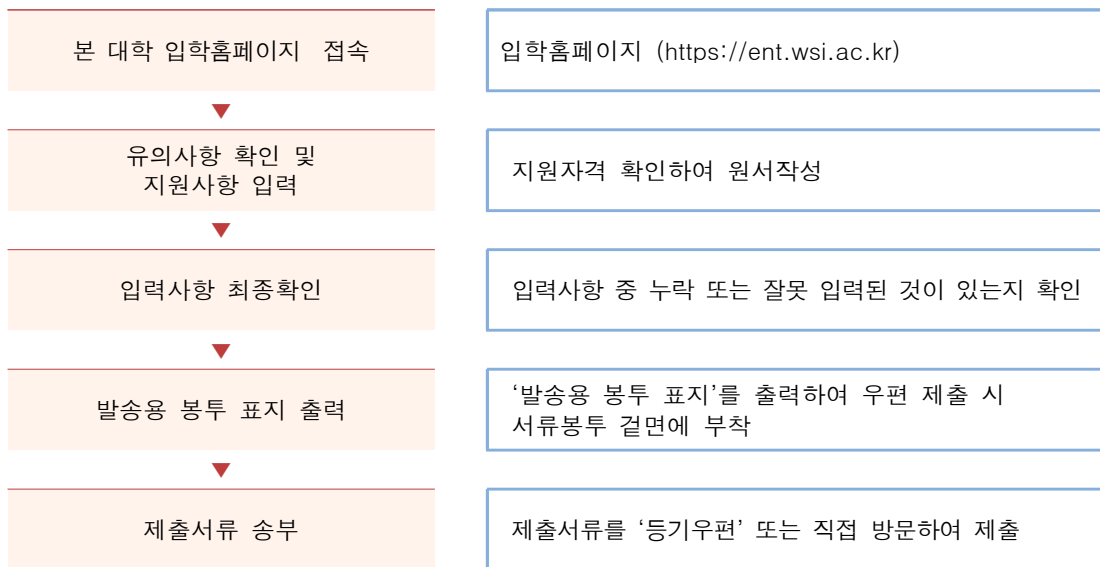 본 대학 입학홈페이지 접속
입학홈페이지 (https://ent.wsi.ac.kr)
유의사항 확인 및
지원사항 입력
지원자격 확인하여 원서작성
입력사항 최종확인
입력사항 중 누락 또는 잘못 입력된 것이 있는지 확인
발송용 봉투 표지 출력
‘발송용 봉투 표지’를 출력하여 우편 제출 시
서류봉투 겉면에 부착
제출서류 송부
제출서류를 ‘등기우편’ 또는 직접 방문하여 제출